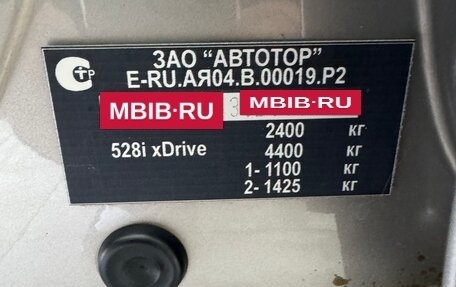 ЗАО "АВТОТОР"
E-RU.АЯ04.B.00019.P2
MBIB·RU MBIB·RU
2400 кг
528i xDrive 4400 кг
1- 1100 кг
2- 1425 кг